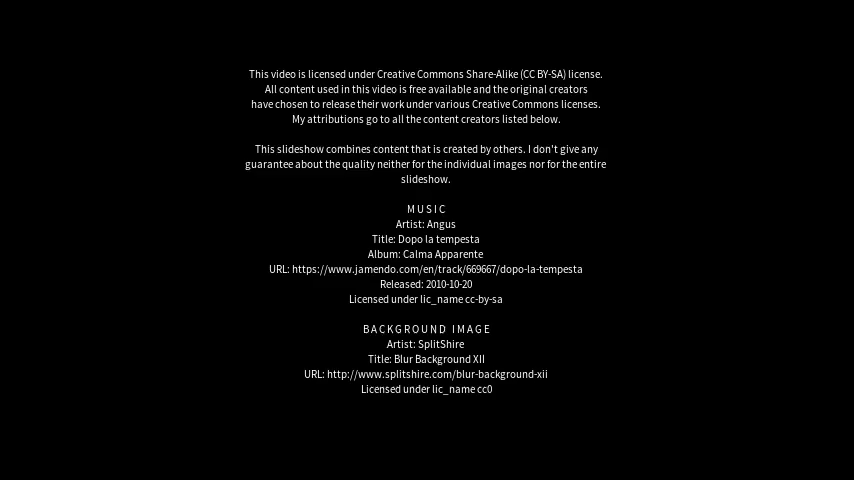 This video is licensed under Creative Commons Share-Alike (CC BY-SA) license.
All content used in this video is free available and the original creators
have chosen to release their work under various Creative Commons licenses.
My attributions go to all the content creators listed below.
This slideshow combines content that is created by others. I don't give any
guarantee about the quality neither for the individual images nor for the entire
slideshow.
MUSIC
Artist: Angus
Title: Dopo la tempesta
Album: Calma Apparente
URL: https://www.jamendo.com/en/track/669667/dopo-la-tempesta
Released: 2010-10-20
Licensed under lic_name cc-by-sa
BACKGROUND IMAGE
Artist: SplitShire
Title: Blur Background XII
URL: http://www.splitshire.com/blur-background-xii
Licensed under lic_name cc0